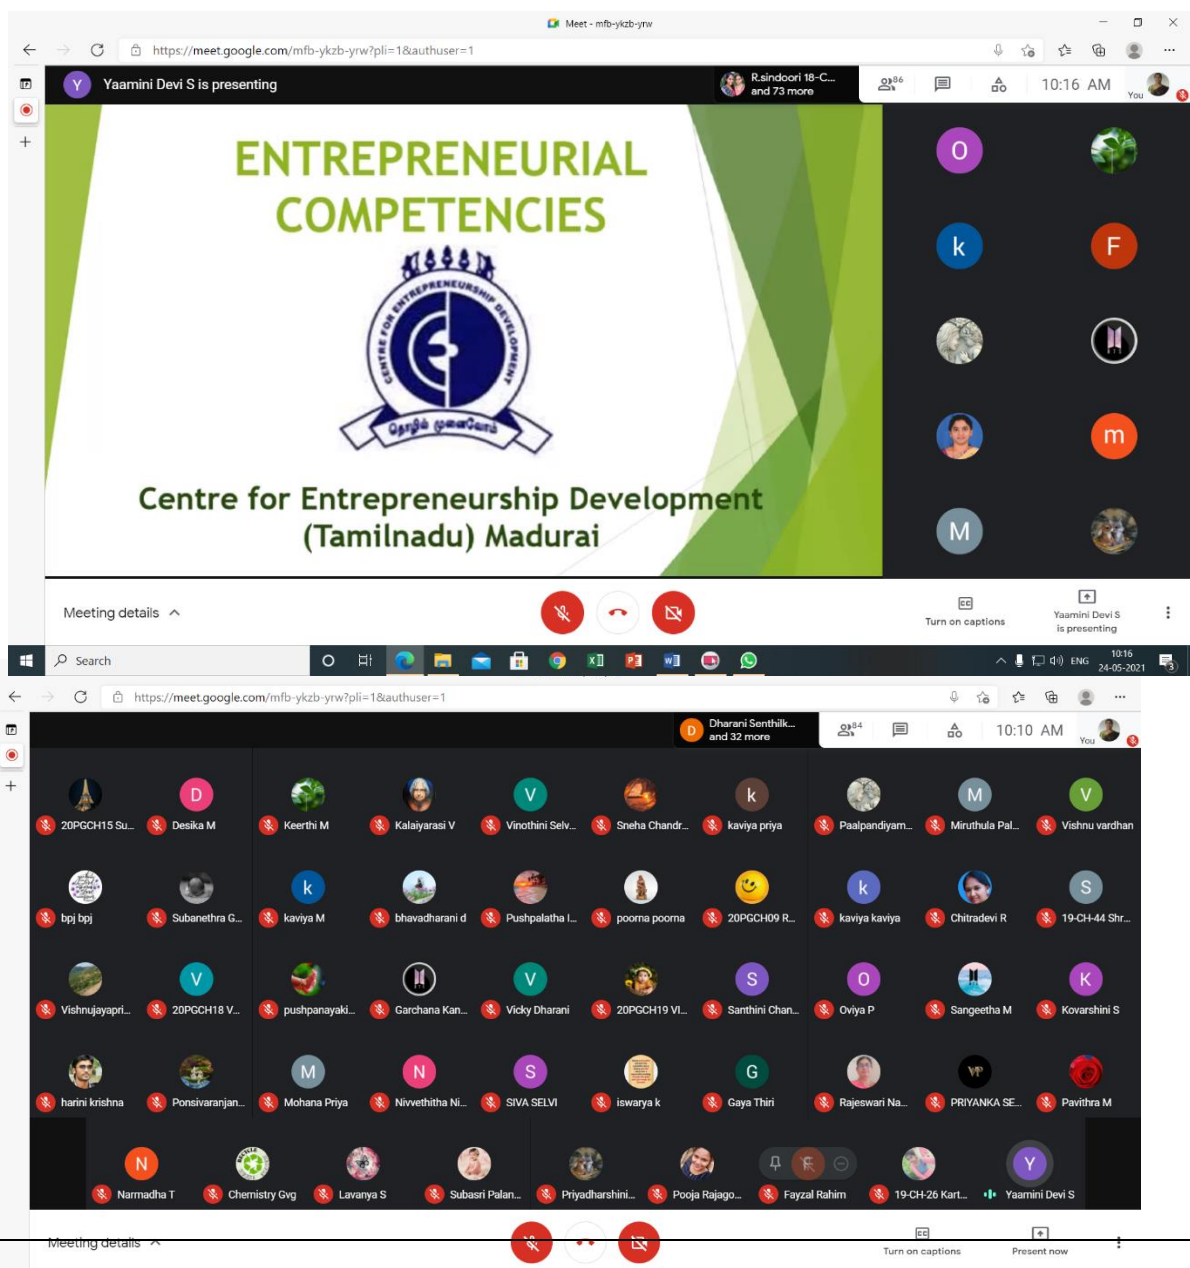 Meet - mfb-ykzb-yrw
https://meet.google.com/mfb-ykzb-yrw?pli=1&authuser=1
Y Yaamini Devi S is presenting
R.sindoori 18-C...
and 73 more
86
10:16 AM
You
ENTREPRENEURIAL
COMPETENCIES
CENTRE FOR ENTREPRENEURSHIP DEVELOPMENT
தொழில் முனைவோம்
Centre for Entrepreneurship Development
(Tamilnadu) Madurai
O
k F
m
M
Meeting details
CC
Turn on captions
Yaamini Devi S
is presenting
Search
ENG
10:16
24-05-2021
3
https://meet.google.com/mfb-ykzb-yrw?pli=1&authuser=1
D Dharani Senthilk...
and 32 more
84
10:10 AM
You
D V k M V
20PGCH15 Su... Desika M Keerthi M Kalaiyarasi V Vinothini Selv... Sneha Chandr... kaviya priya Paalpandiyam... Miruthula Pal... Vishnu vardhan
k k S
bpj bpj Subanethra G... kaviya M bhavadharani d Pushpalatha I... poorna poorna 20PGCH09 R... kaviya kaviya Chitradevi R 19-CH-44 Shr...
V V S O K
Vishnujayapri... 20PGCH18 V... pushpanayaki... Garchana Kan... Vicky Dharani 20PGCH19 VI... Santhini Chan... Oviya P Sangeetha M Kovarshini S
M N S G VP
harini krishna Ponsivaranjan... Mohana Priya Nivvethitha Ni... SIVA SELVI iswarya k Gaya Thiri Rajeswari Na... PRIYANKA SE... Pavithra M
N F Y
Narmadha T Chemistry Gvg Lavanya S Subasri Palan... Priyadharshini... Pooja Rajago... Fayzal Rahim 19-CH-26 Kart... Yaamini Devi S
Meeting details
CC
Turn on captions
Present now